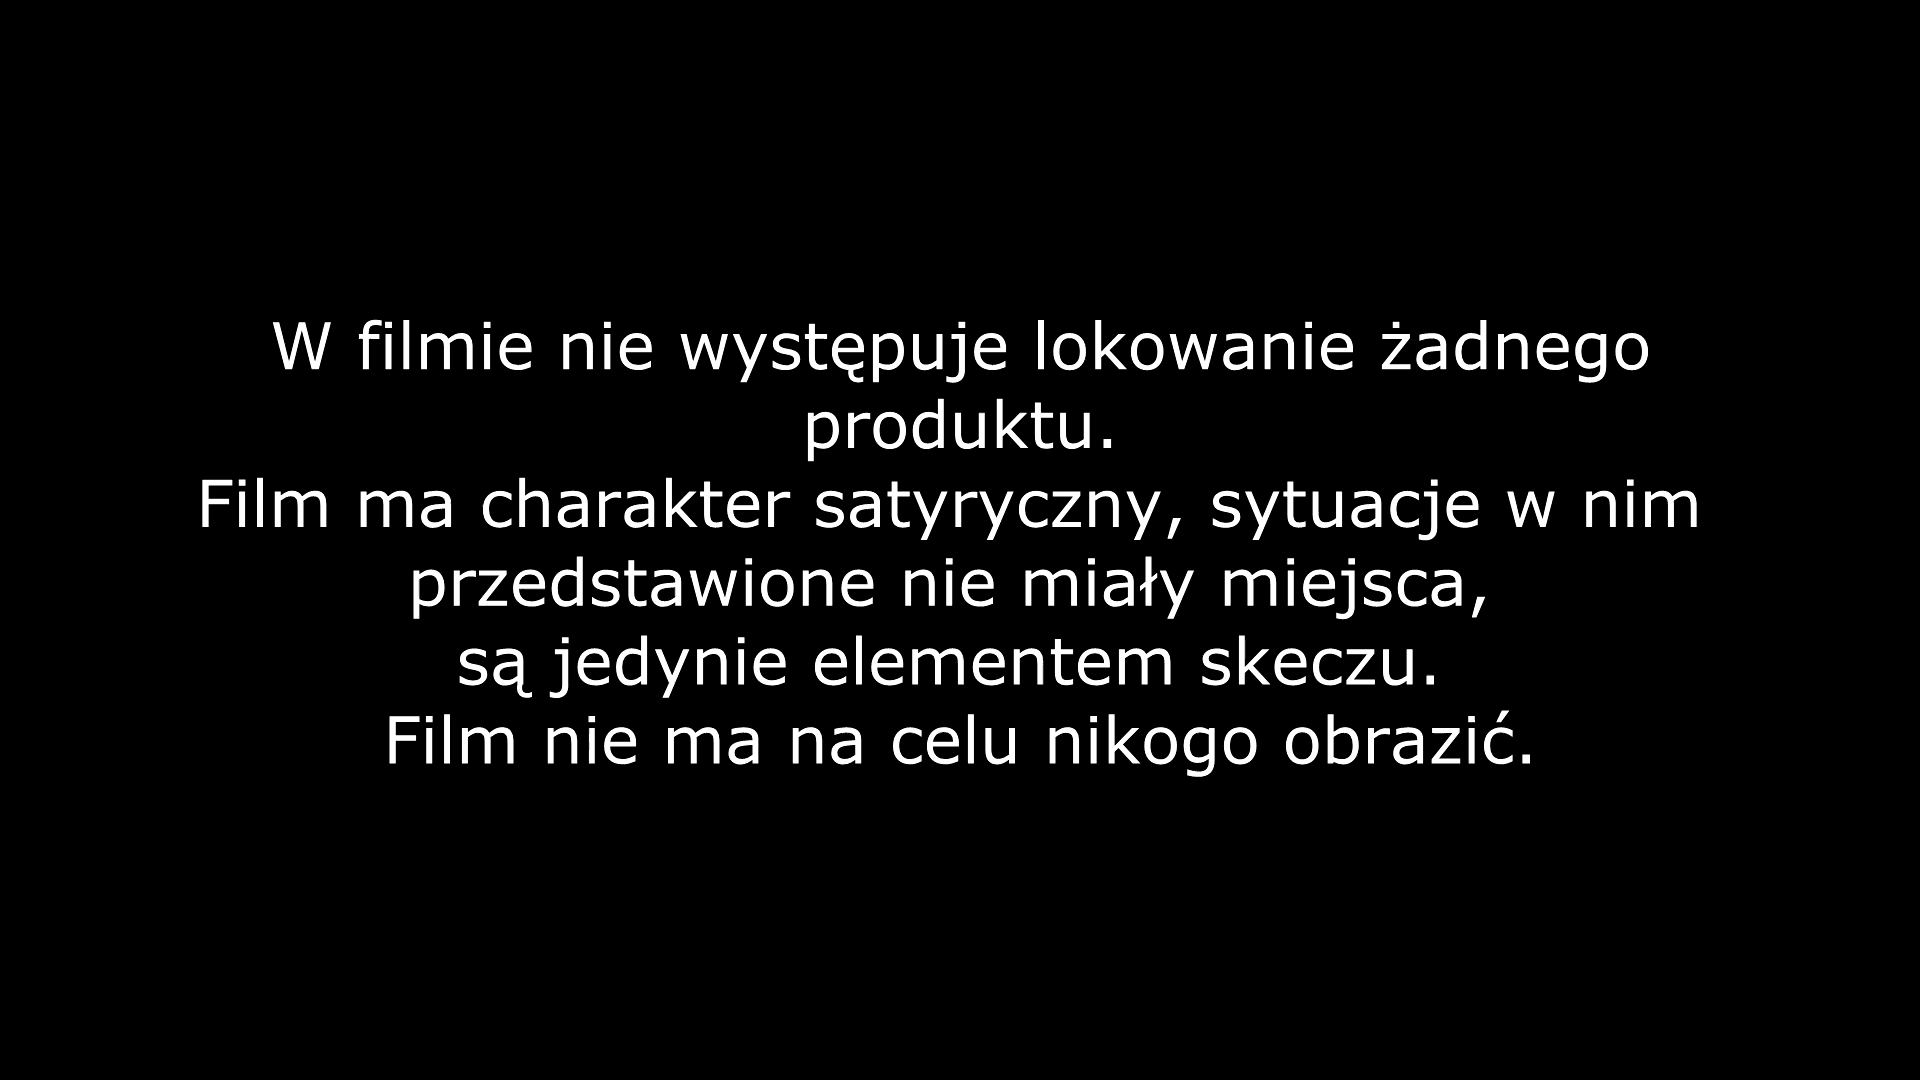 W filmie nie występuje lokowanie żadnego
produktu.
Film ma charakter satyryczny, sytuacje w nim
przedstawione nie miały miejsca,
są jedynie elementem skeczu.
Film nie ma na celu nikogo obrazić.